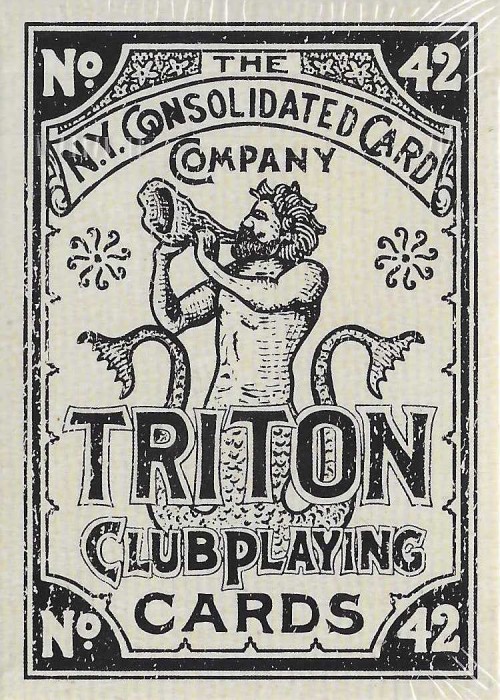 No 42
THE
N.Y. CONSOLIDATED CARD
COMPANY
TRITON
CLUB PLAYING
CARDS
No 42